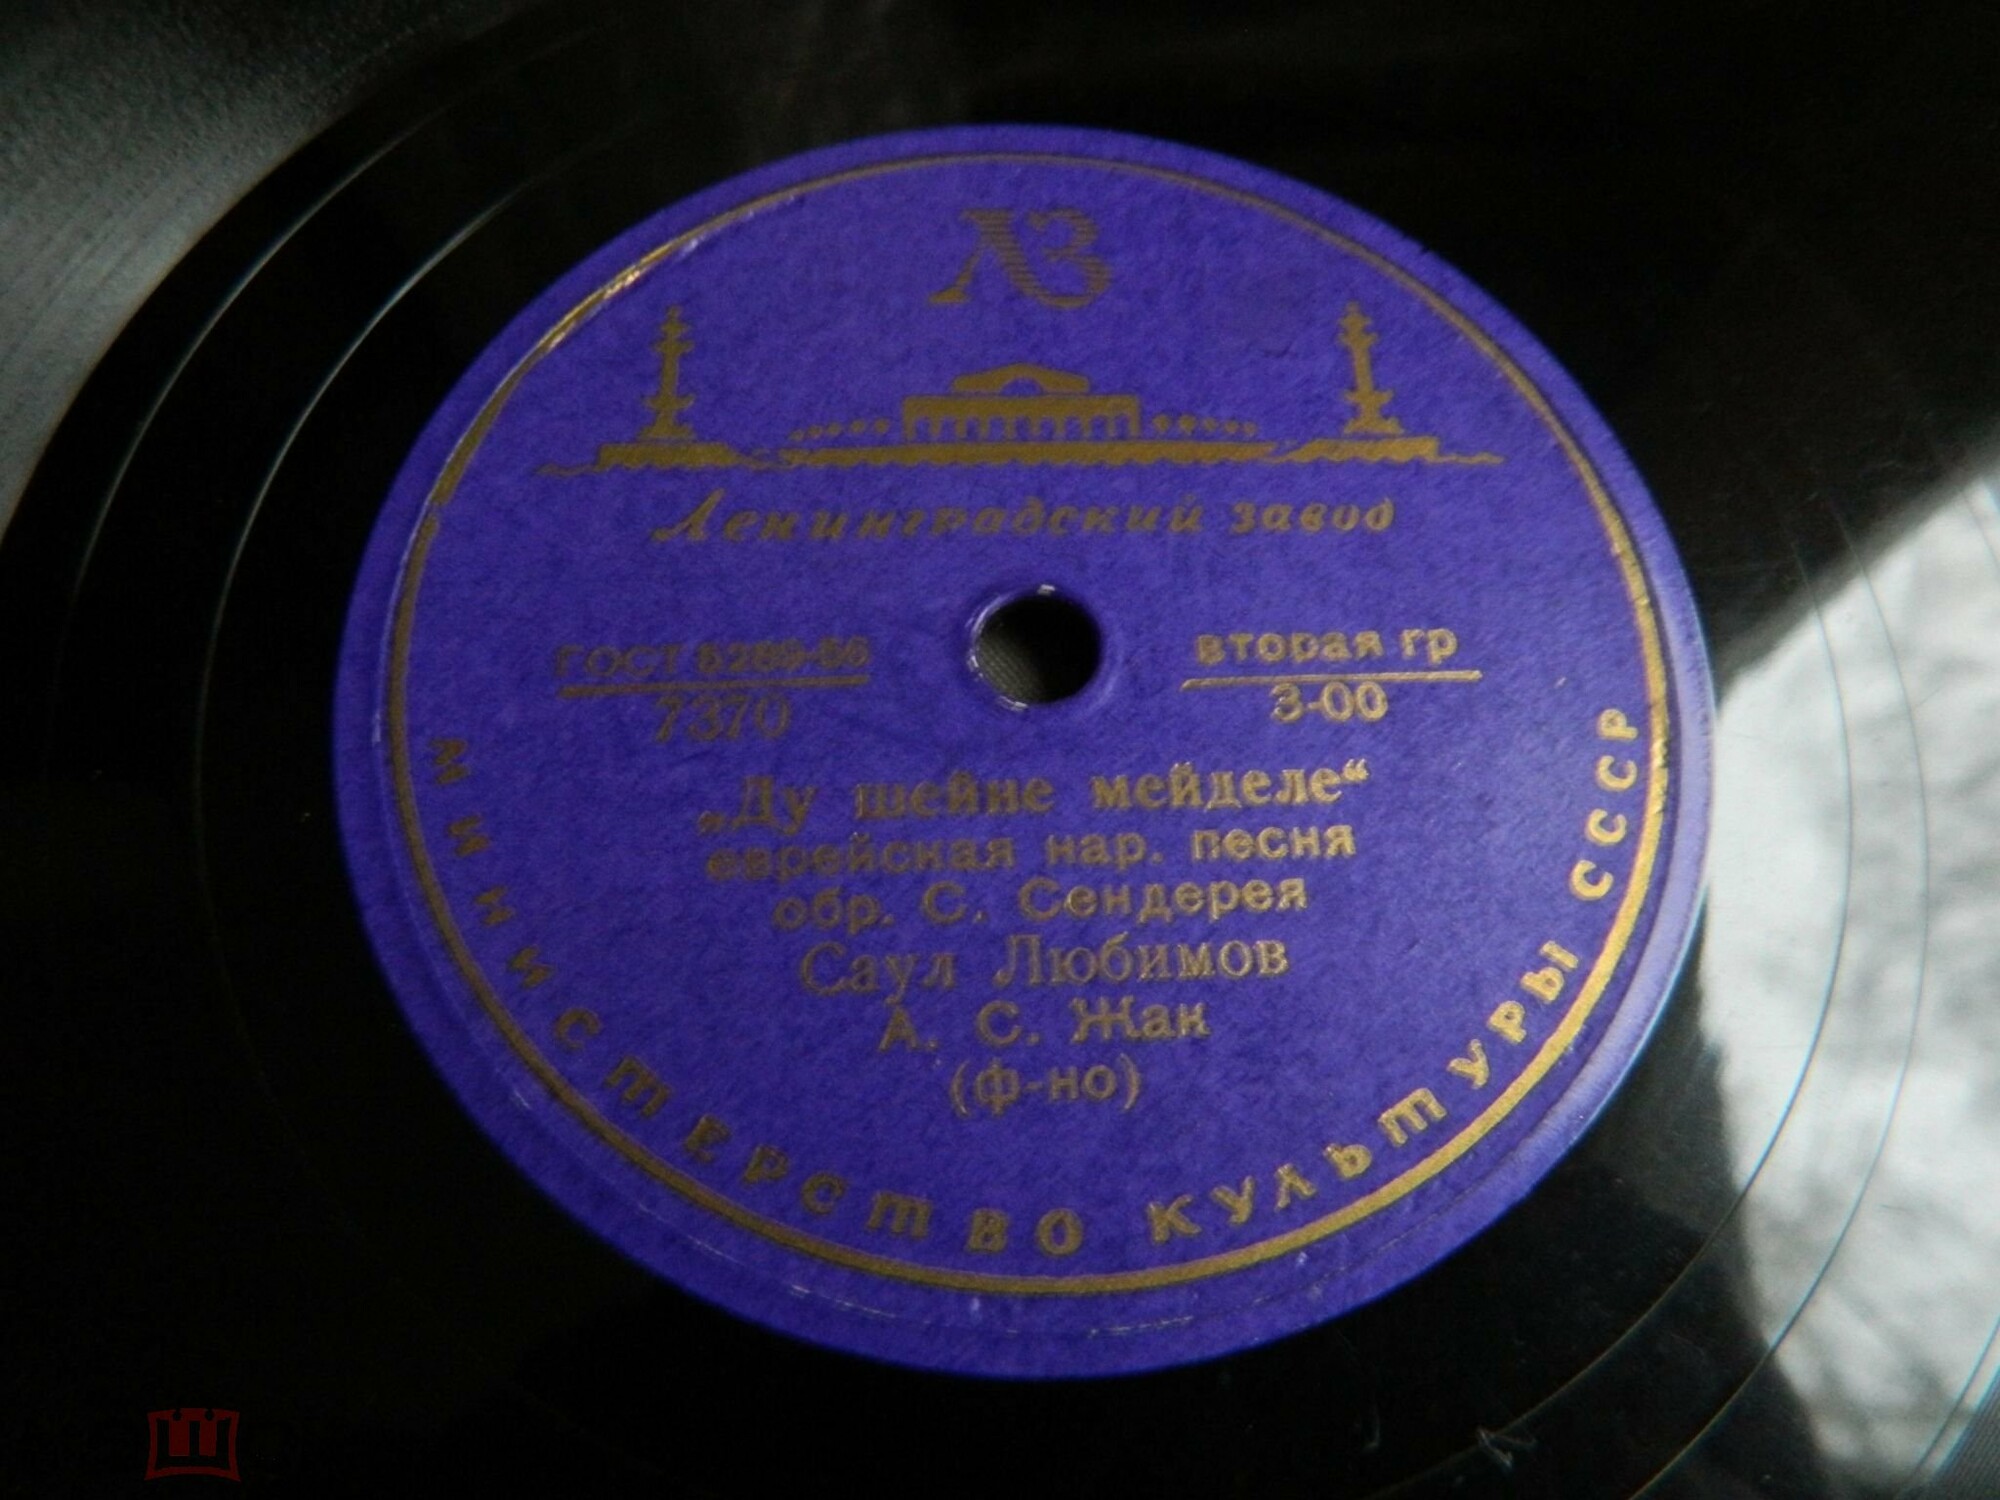 ЛЗ
Ленинградский завод
ГОСТ 5289-56
7370
вторая гр
3-00
„Ду шейне мейделе“
еврейская нар. песня
обр. С. Сендерея
Саул Любимов
А. С. Жак
(ф-но)
МИНИСТЕРСТВО КУЛЬТУРЫ СССР